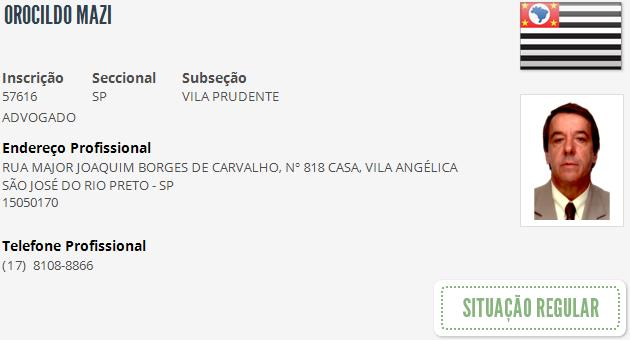 OROCILDO MAZI
Inscrição Seccional Subseção
57616 SP VILA PRUDENTE
ADVOGADO
Endereço Profissional
RUA MAJOR JOAQUIM BORGES DE CARVALHO, Nº 818 CASA, VILA ANGÉLICA
SÃO JOSÉ DO RIO PRETO - SP
15050170
Telefone Profissional
(17) 8108-8866
SITUAÇÃO REGULAR